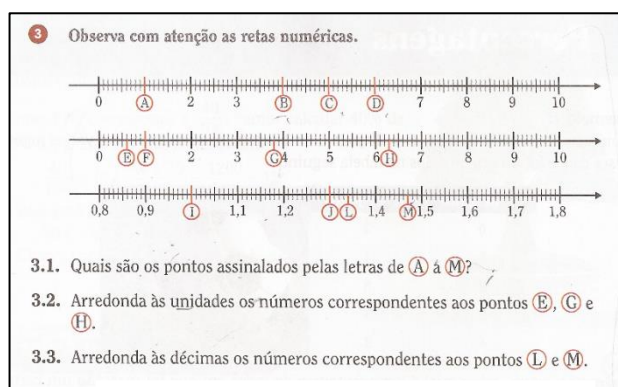 3 Observa com atenção as retas numéricas.
0 A 2 3 B C D 7 8 9 10
0 E F 2 3 G 4 5 6 H 7 8 9 10
0,8 0,9 I 1,1 1,2 J L 1,4 M 1,5 1,6 1,7 1,8
3.1. Quais são os pontos assinalados pelas letras de A á M?
3.2. Arredonda às unidades os números correspondentes aos pontos E, G e
H.
3.3. Arredonda às décimas os números correspondentes aos pontos L e M.